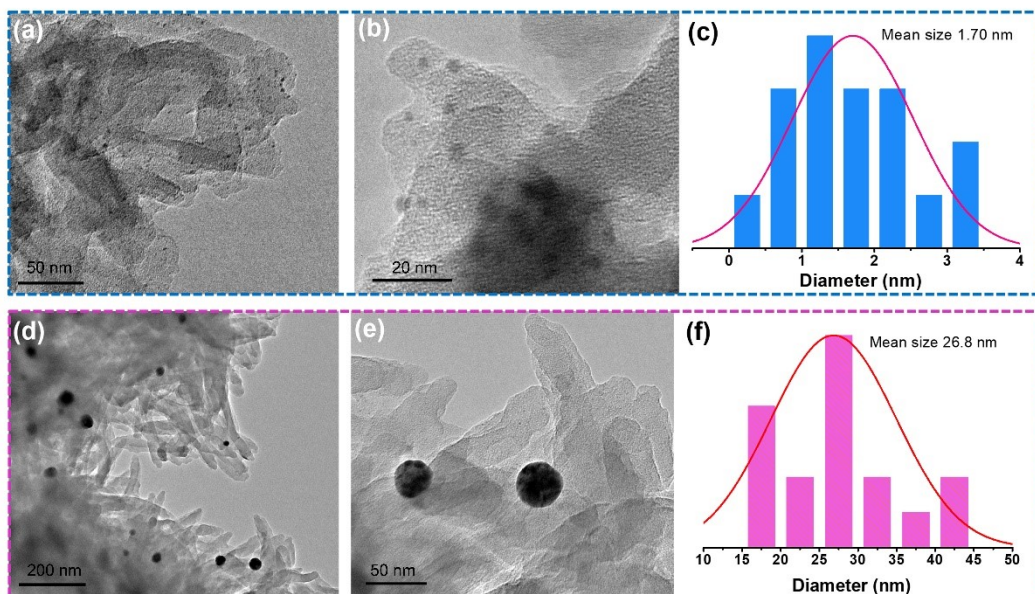 (a)
50 nm
(b)
20 nm
(c)
Mean size 1.70 nm
0 1 2 3 4
Diameter (nm)
(d)
200 nm
(e)
50 nm
(f)
Mean size 26.8 nm
10 15 20 25 30 35 40 45 50
Diameter (nm)